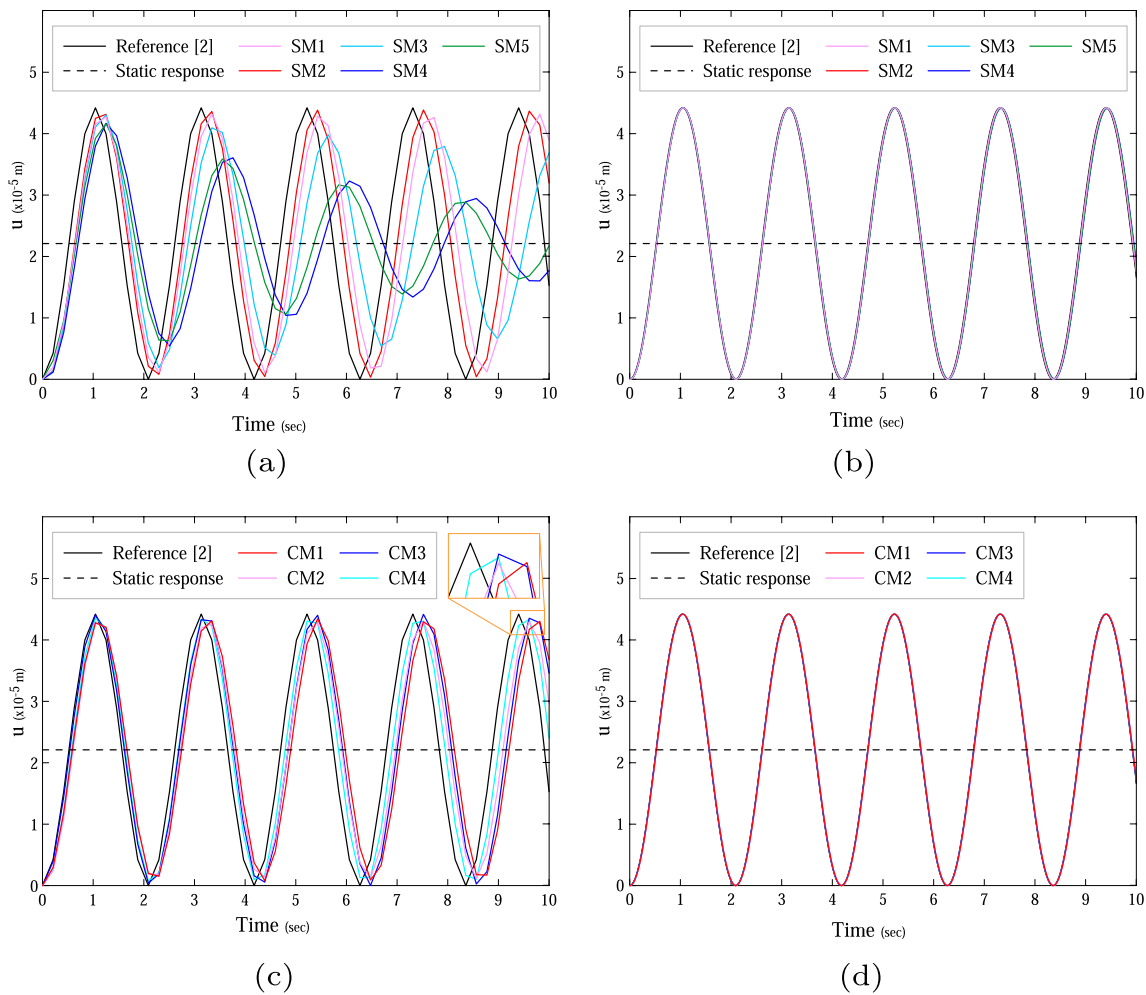 Reference [2] SM1 SM3 SM5
Static response SM2 SM4
5
4
3
2
1
0
u (x10⁻⁵ m)
0 1 2 3 4 5 6 7 8 9 10
Time (sec)
(a)
Reference [2] SM1 SM3 SM5
Static response SM2 SM4
5
4
3
2
1
0
u (x10⁻⁵ m)
0 1 2 3 4 5 6 7 8 9 10
Time (sec)
(b)
Reference [2] CM1 CM3
Static response CM2 CM4
5
4
3
2
1
0
u (x10⁻⁵ m)
0 1 2 3 4 5 6 7 8 9 10
Time (sec)
(c)
Reference [2] CM1 CM3
Static response CM2 CM4
5
4
3
2
1
0
u (x10⁻⁵ m)
0 1 2 3 4 5 6 7 8 9 10
Time (sec)
(d)